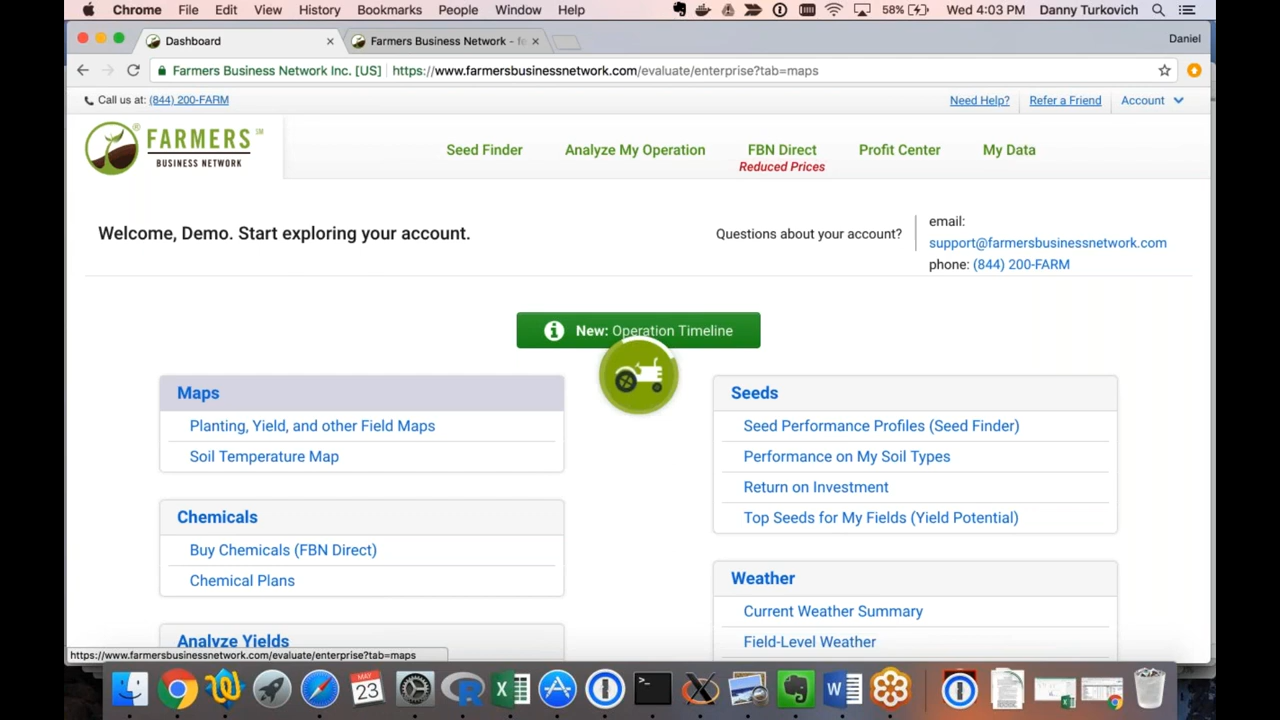 Chrome File Edit View History Bookmarks People Window Help 58% Wed 4:03 PM Danny Turkovich
Dashboard Farmers Business Network - fe Daniel
Farmers Business Network Inc. [US] https://www.farmersbusinessnetwork.com/evaluate/enterprise?tab=maps
Call us at: (844) 200-FARM Need Help? Refer a Friend Account
FARMERS SM
BUSINESS NETWORK
Seed Finder Analyze My Operation FBN Direct Profit Center My Data
Reduced Prices
Welcome, Demo. Start exploring your account.
Questions about your account?
email:
support@farmersbusinessnetwork.com
phone: (844) 200-FARM
New: Operation Timeline
Maps
Planting, Yield, and other Field Maps
Soil Temperature Map
Chemicals
Buy Chemicals (FBN Direct)
Chemical Plans
Analyze Yields
Seeds
Seed Performance Profiles (Seed Finder)
Performance on My Soil Types
Return on Investment
Top Seeds for My Fields (Yield Potential)
Weather
Current Weather Summary
Field-Level Weather
https://www.farmersbusinessnetwork.com/evaluate/enterprise?tab=maps
MAY
23